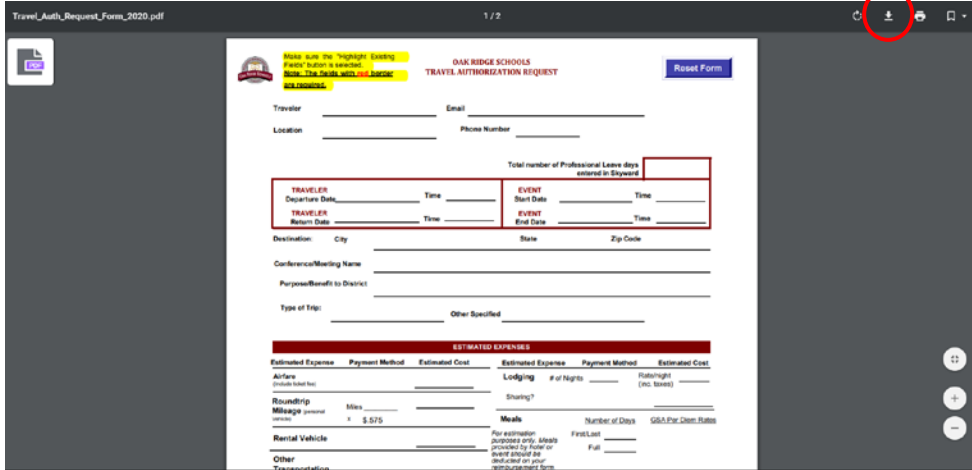 Travel_Auth_Request_Form_2020.pdf
1 / 2
PDF
Make sure the "Highlight Existing
Fields" button is selected.
Note: The fields with red border
are required.
OAK RIDGE SCHOOLS
TRAVEL AUTHORIZATION REQUEST
Reset Form
Traveler Email
Location Phone Number
Total number of Professional Leave days
entered in Skyward
TRAVELER
Departure Date Time
EVENT
Start Date Time
TRAVELER
Return Date Time
EVENT
End Date Time
Destination: City State Zip Code
Conference/Meeting Name
Purpose/Benefit to District
Type of Trip: Other Specified
ESTIMATED EXPENSES
Estimated Expense Payment Method Estimated Cost Estimated Expense Payment Method Estimated Cost
Airfare
(include ticket fee)
Lodging # of Nights Rate/night
(inc. taxes)
Sharing?
Roundtrip
Mileage (personal
vehicle)
Miles
x $.575
Meals Number of Days GSA Per Diem Rates
For estimation
purposes only. Meals
provided by hotel or
event should be
deducted on your
reimbursement form.
First/Last
Full
Rental Vehicle
Other
Transportation